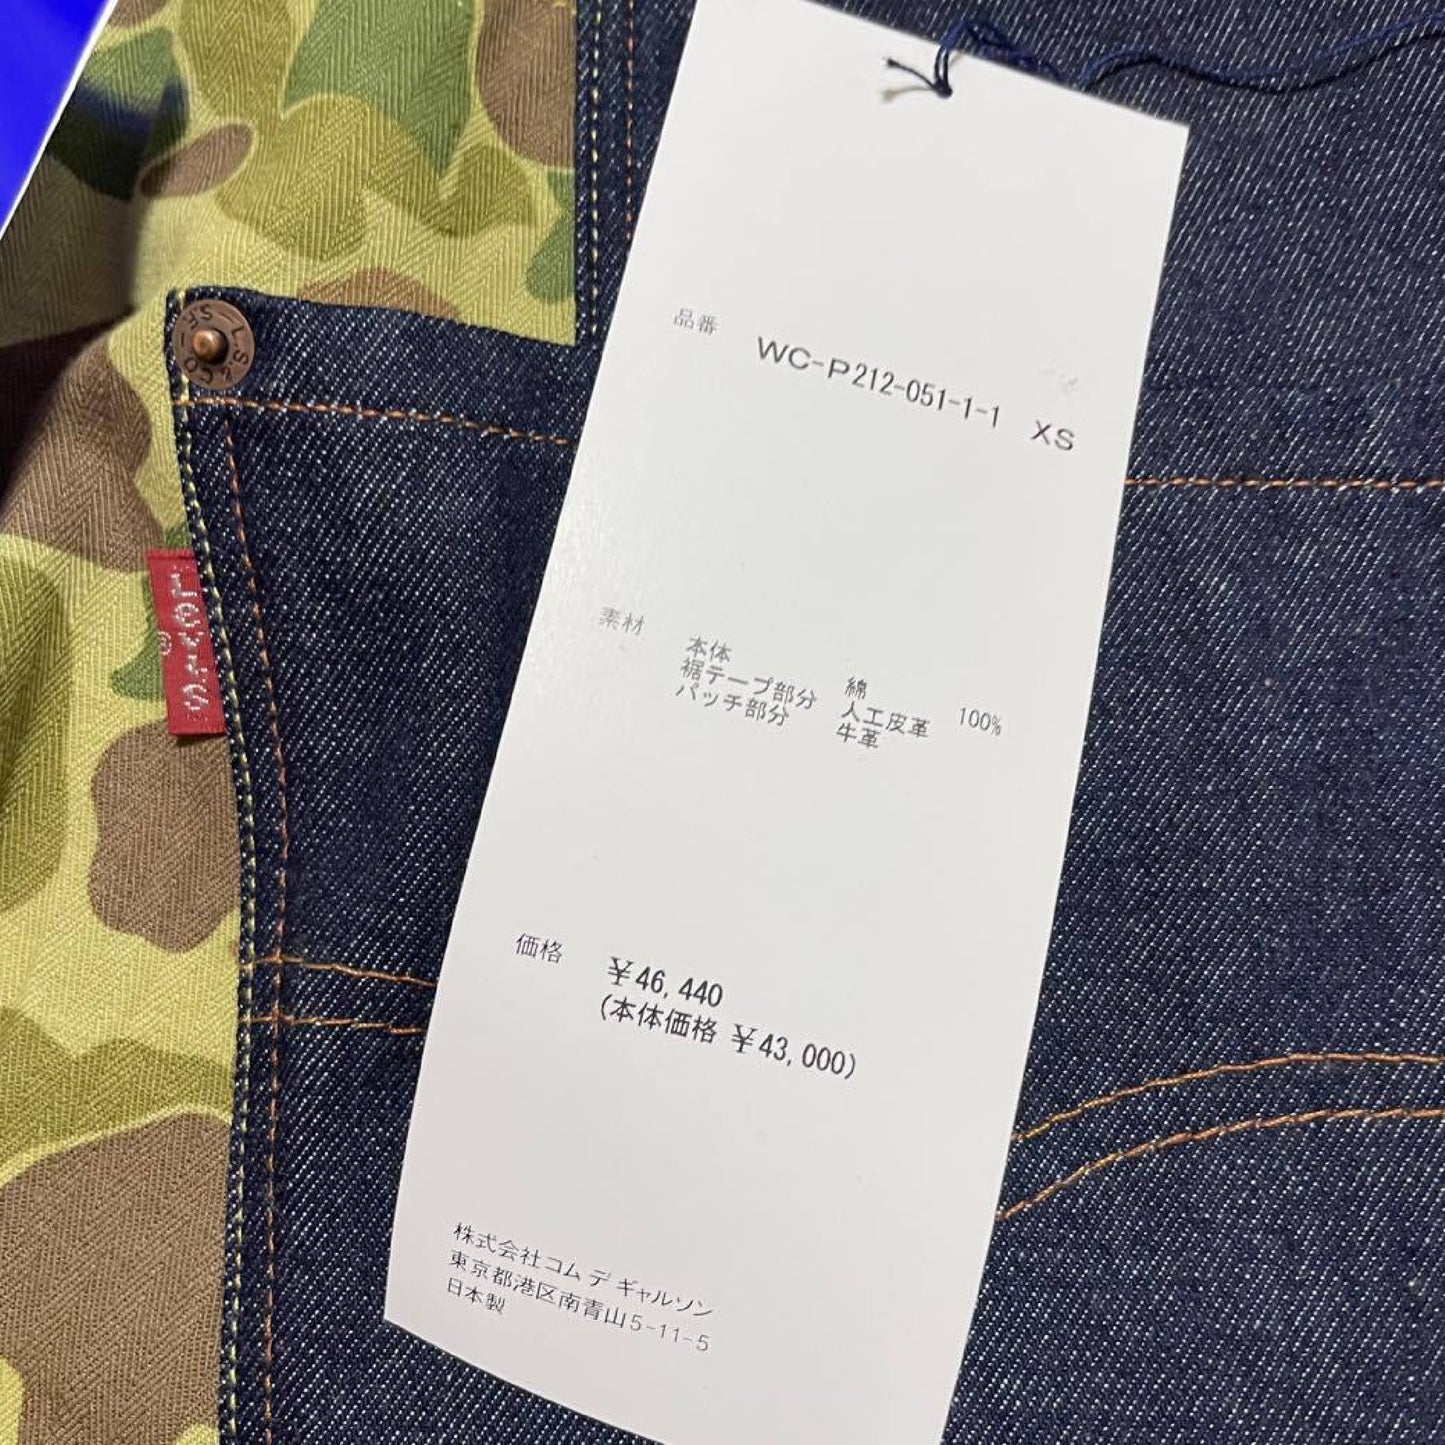 L.S.&CO-SF-
Levi's
®
品番 WC-P212-051-1-1 XS
素材 本体 綿 100%
裾テープ部分 人工皮革
パッチ部分 牛革
価格 ¥46,440
(本体価格 ¥43,000)
株式会社コム デ ギャルソン
東京都港区南青山5-11-5
日本製